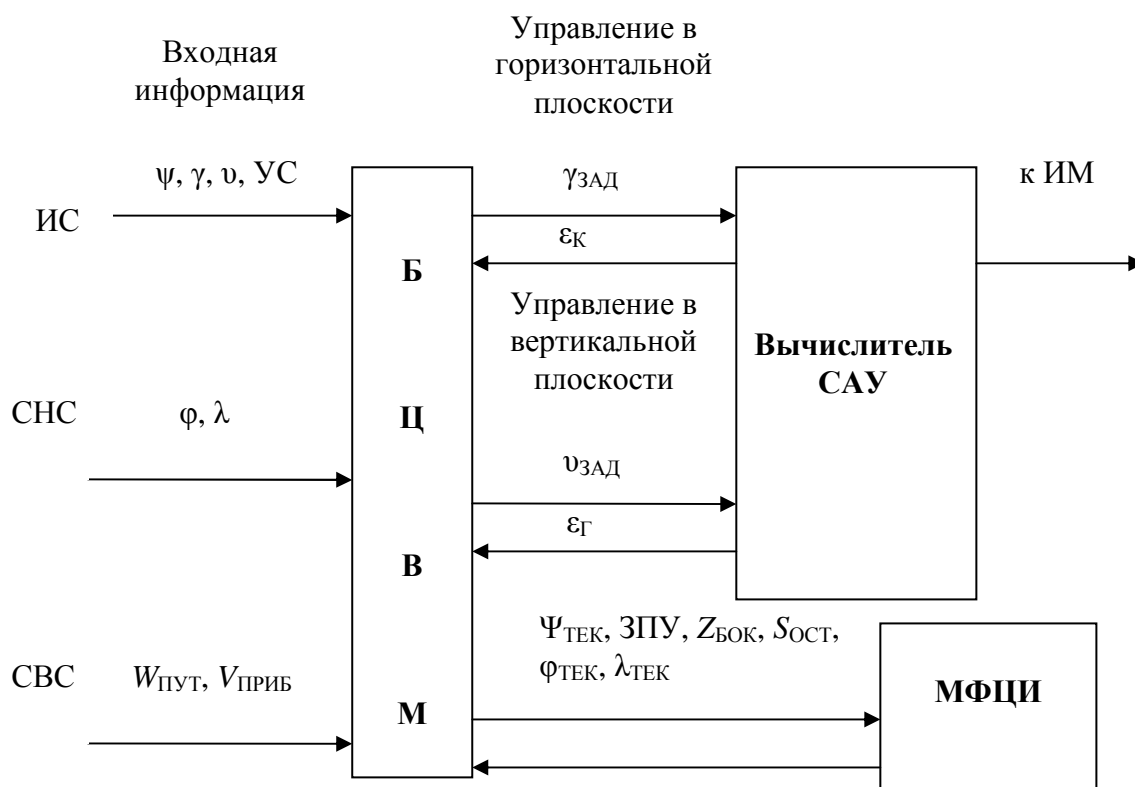 Входная
информация
Управление в
горизонтальной
плоскости
ψ, γ, υ, УС
γЗАД
к ИМ
ИС
εК
Б
Управление в
вертикальной
плоскости
Вычислитель
САУ
СНС
φ, λ
Ц
υЗАД
εГ
В
ΨТЕК, ЗПУ, ZБОК, SОСТ,
φТЕК, λТЕК
СВС
WПУТ, VПРИБ
М
МФЦИ